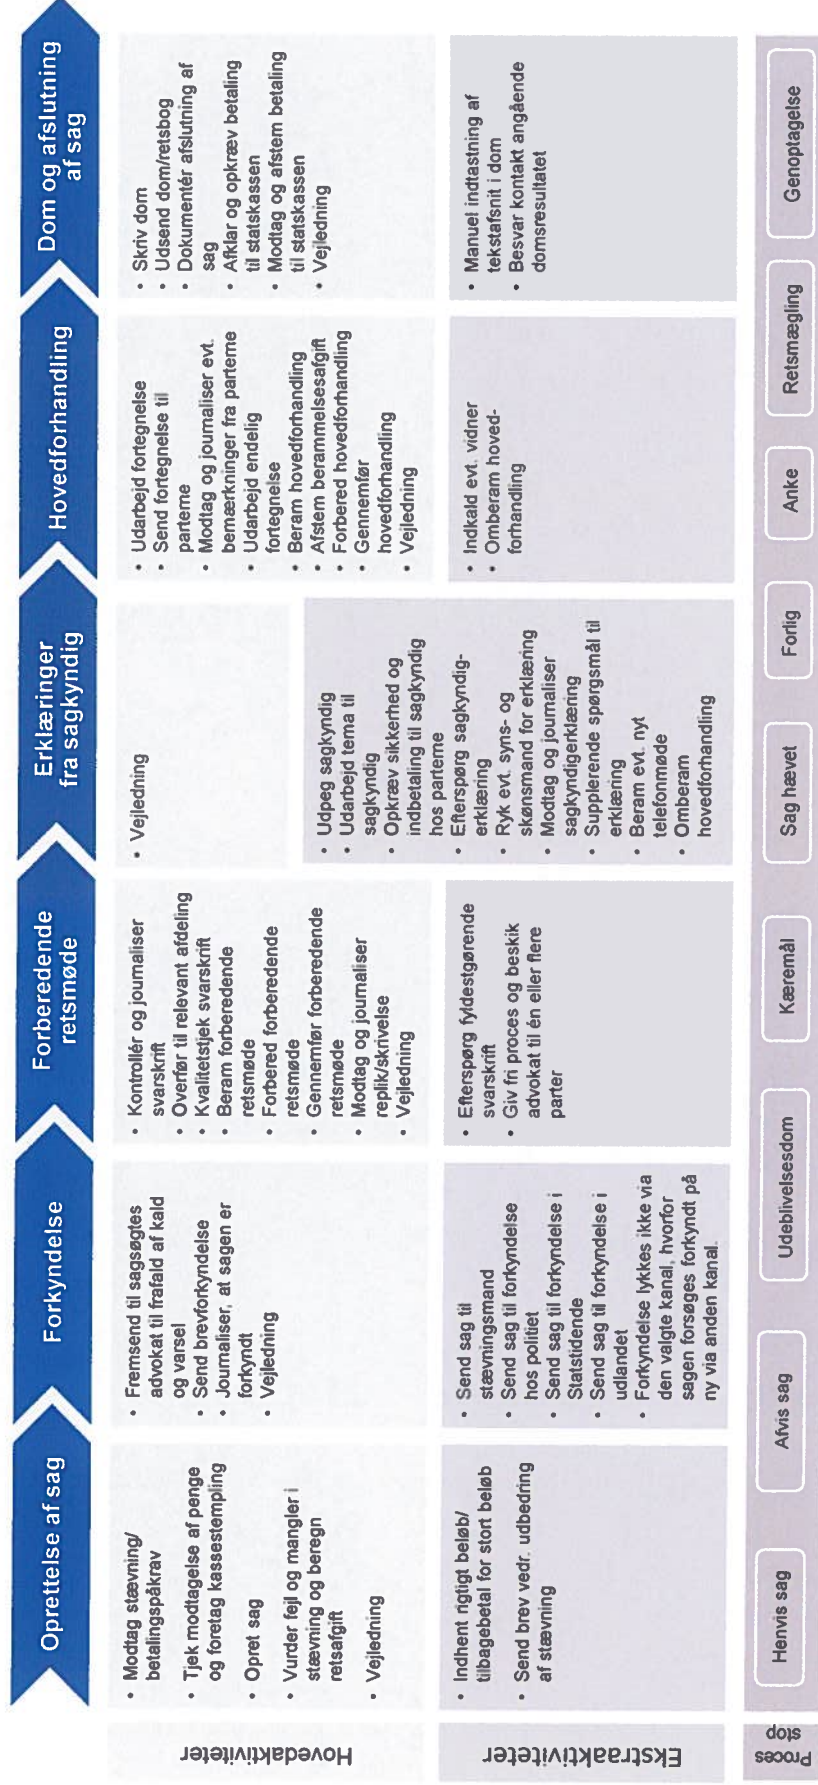 Oprettelse af sag
Forkyndelse
Forberedende
retsmøde
Erklæringer
fra sagkyndig
Hovedforhandling
Dom og afslutning
af sag
Hovedaktiviteter
• Modtag stævning/
betalingspåkrav
• Tjek modtagelse af penge
og foretag kassestempling
• Opret sag
• Vurder fejl og mangler i
stævning og beregn
retsafgift
• Vejledning
• Fremsend til sagsøgtes
advokat til frafald af kald
og varsel
• Send brevforkyndelse
• Journaliser, at sagen er
forkyndt
• Vejledning
• Kontrollér og journaliser
svarskrift
• Overfør til relevant afdeling
• Kvalitetstjek svarskrift
• Beram forberedende
retsmøde
• Forbered forberedende
retsmøde
• Gennemfør forberedende
retsmøde
• Modtag og journaliser
replik/skrivelse
• Vejledning
• Vejledning
• Udarbejd fortegnelse
• Send fortegnelse til
parterne
• Modtag og journaliser evt.
bemærkninger fra parterne
• Udarbejd endelig
fortegnelse
• Beram hovedforhandling
• Afstem berammelsesafgift
• Forbered hovedforhandling
• Gennemfør
hovedforhandling
• Vejledning
• Skriv dom
• Udsend dom/retsbog
• Dokumentér afslutning af
sag
• Afklar og opkræv betaling
til statskassen
• Modtag og afstem betaling
til statskassen
• Vejledning
Ekstraaktiviteter
• Indhent rigtigt beløb/
tilbagebetal for stort beløb
• Send brev vedr. udbedring
af stævning
• Send sag til
stævningsmand
• Send sag til forkyndelse
hos politiet
• Send sag til forkyndelse i
Statstidende
• Send sag til forkyndelse i
udlandet
• Forkyndelse lykkes ikke via
den valgte kanal, hvorfor
sagen forsøges forkyndt på
ny via anden kanal.
• Efterspørg fyldestgørende
svarskrift
• Giv fri proces og beskik
advokat til én eller flere
parter
• Udpeg sagkyndig
• Udarbejd tema til
sagkyndig
• Opkræv sikkerhed og
indbetaling til sagkyndig
hos parterne
• Efterspørg sagkyndig-
erklæring
• Ryk evt. syns- og
skønsmand for erklæring
• Modtag og journaliser
sagkyndigerklæring
• Supplerende spørgsmål til
erklæring
• Beram evt. nyt
telefonmøde
• Omberam
hovedforhandling
• Indkald evt. vidner
• Omberam hoved-
forhandling
• Manuel indtastning af
tekstafsnit i dom
• Besvar kontakt angående
domsresultatet
Proces
stop
Henvis sag
Afvis sag
Udeblivelsesdom
Kæremål
Sag hævet
Forlig
Anke
Retsmægling
Genoptagelse